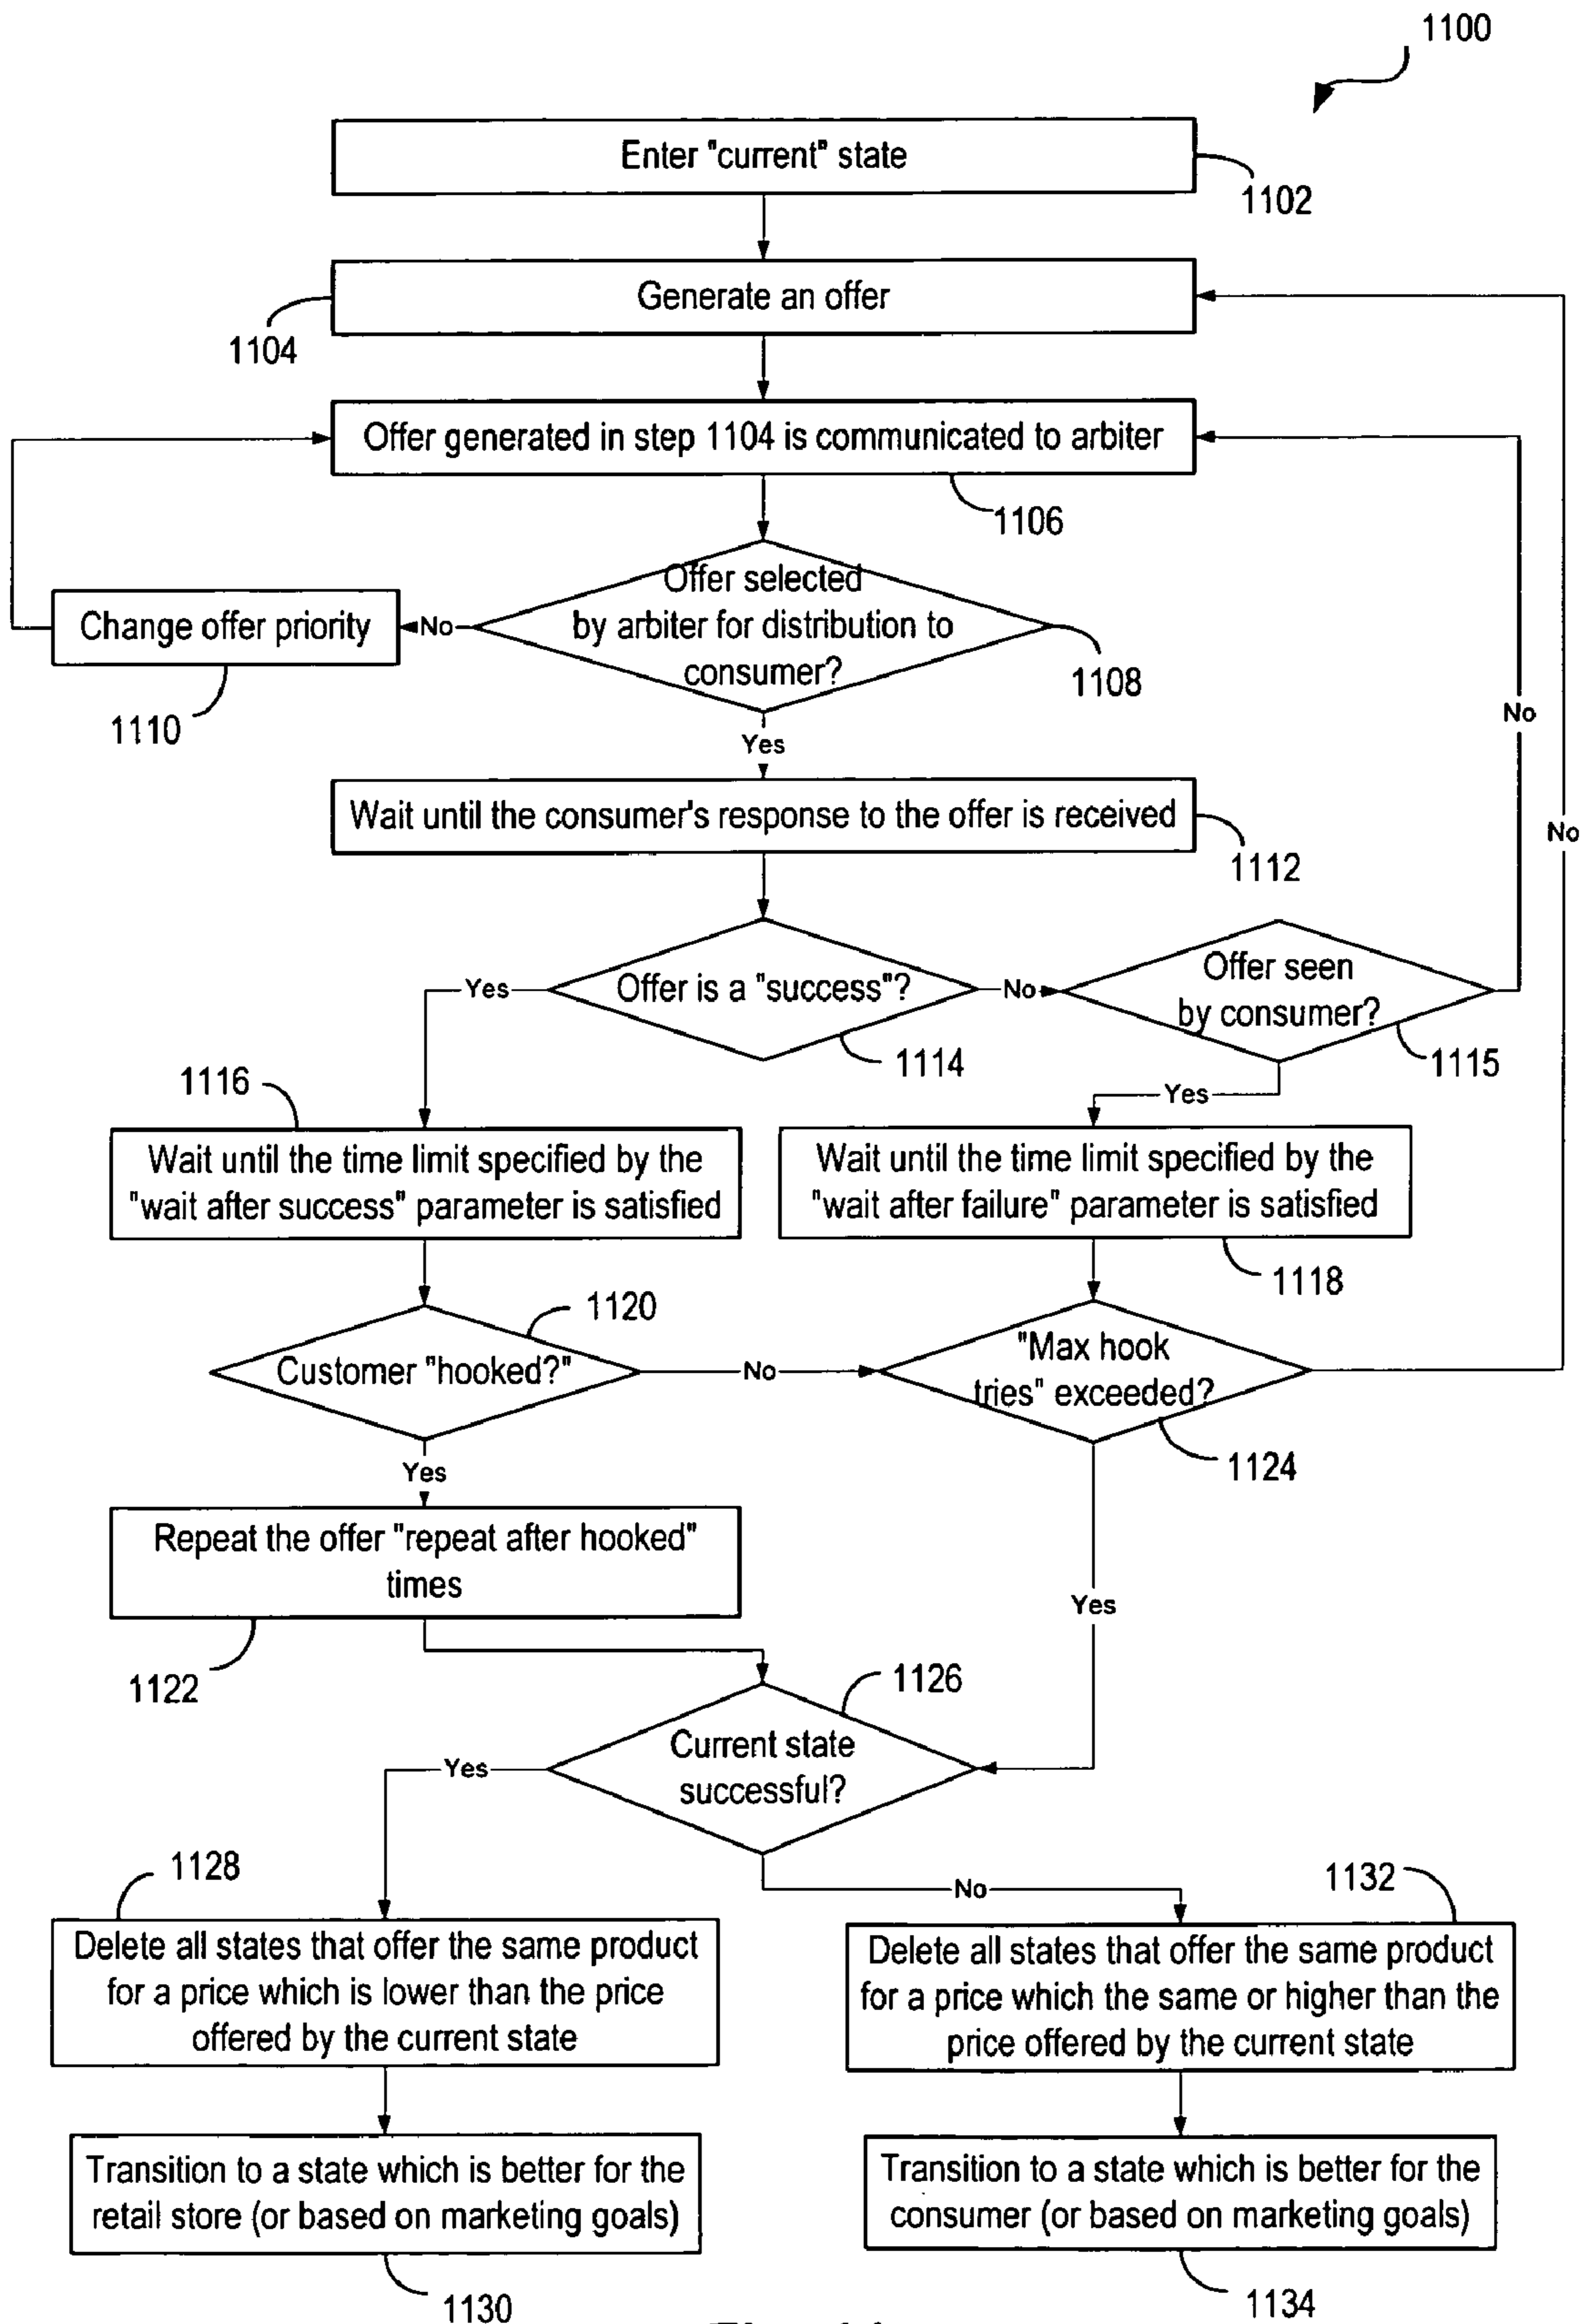 1100
Enter "current" state
1102
Generate an offer
1104
Offer generated in step 1104 is communicated to arbiter
1106
Offer selected
by arbiter for distribution to
consumer?
1108
No
Change offer priority
1110
Yes
Wait until the consumer's response to the offer is received
1112
No
No
Offer is a "success"?
1114
Yes
No
Offer seen
by consumer?
1115
Yes
1116
Wait until the time limit specified by the
"wait after success" parameter is satisfied
Wait until the time limit specified by the
"wait after failure" parameter is satisfied
1118
1120
Customer "hooked?"
No
"Max hook
tries" exceeded?
1124
Yes
Repeat the offer "repeat after hooked"
times
1122
Yes
1126
Current state
successful?
Yes
No
1128
Delete all states that offer the same product
for a price which is lower than the price
offered by the current state
1132
Delete all states that offer the same product
for a price which the same or higher than the
price offered by the current state
Transition to a state which is better for the
retail store (or based on marketing goals)
1130
Transition to a state which is better for the
consumer (or based on marketing goals)
1134